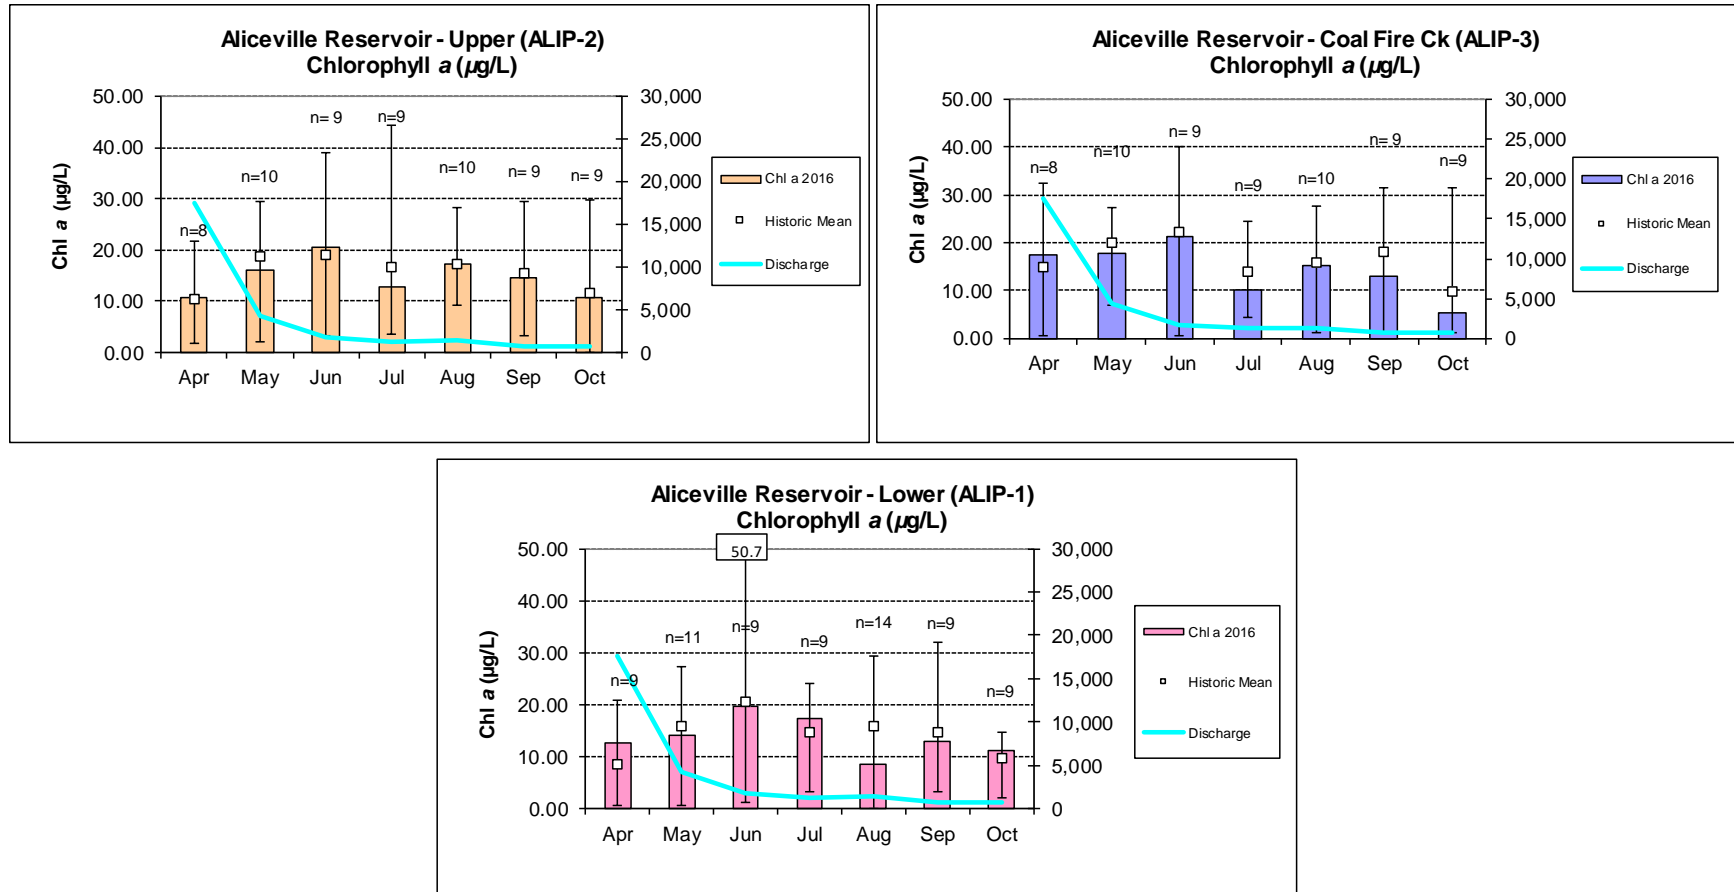 Aliceville Reservoir - Upper (ALIP-2)
Chlorophyll a (µg/L)
50.00
40.00
30.00
20.00
10.00
0.00
Chl a (µg/L)
30,000
25,000
20,000
15,000
10,000
5,000
0
n=8
n=10
n= 9
n=9
n=10
n= 9
n= 9
Apr May Jun Jul Aug Sep Oct
Chl a 2016
Historic Mean
Discharge
Aliceville Reservoir - Coal Fire Ck (ALIP-3)
Chlorophyll a (µg/L)
50.00
40.00
30.00
20.00
10.00
0.00
Chl a (µg/L)
30,000
25,000
20,000
15,000
10,000
5,000
0
n=8
n=10
n= 9
n=9
n=10
n= 9
n=9
Apr May Jun Jul Aug Sep Oct
Chl a 2016
Historic Mean
Discharge
Aliceville Reservoir - Lower (ALIP-1)
Chlorophyll a (µg/L)
50.7
50.00
40.00
30.00
20.00
10.00
0.00
Chl a (µg/L)
30,000
25,000
20,000
15,000
10,000
5,000
0
n=9
n=11
n=9
n=9
n=14
n=9
n=9
Apr May Jun Jul Aug Sep Oct
Chl a 2016
Historic Mean
Discharge